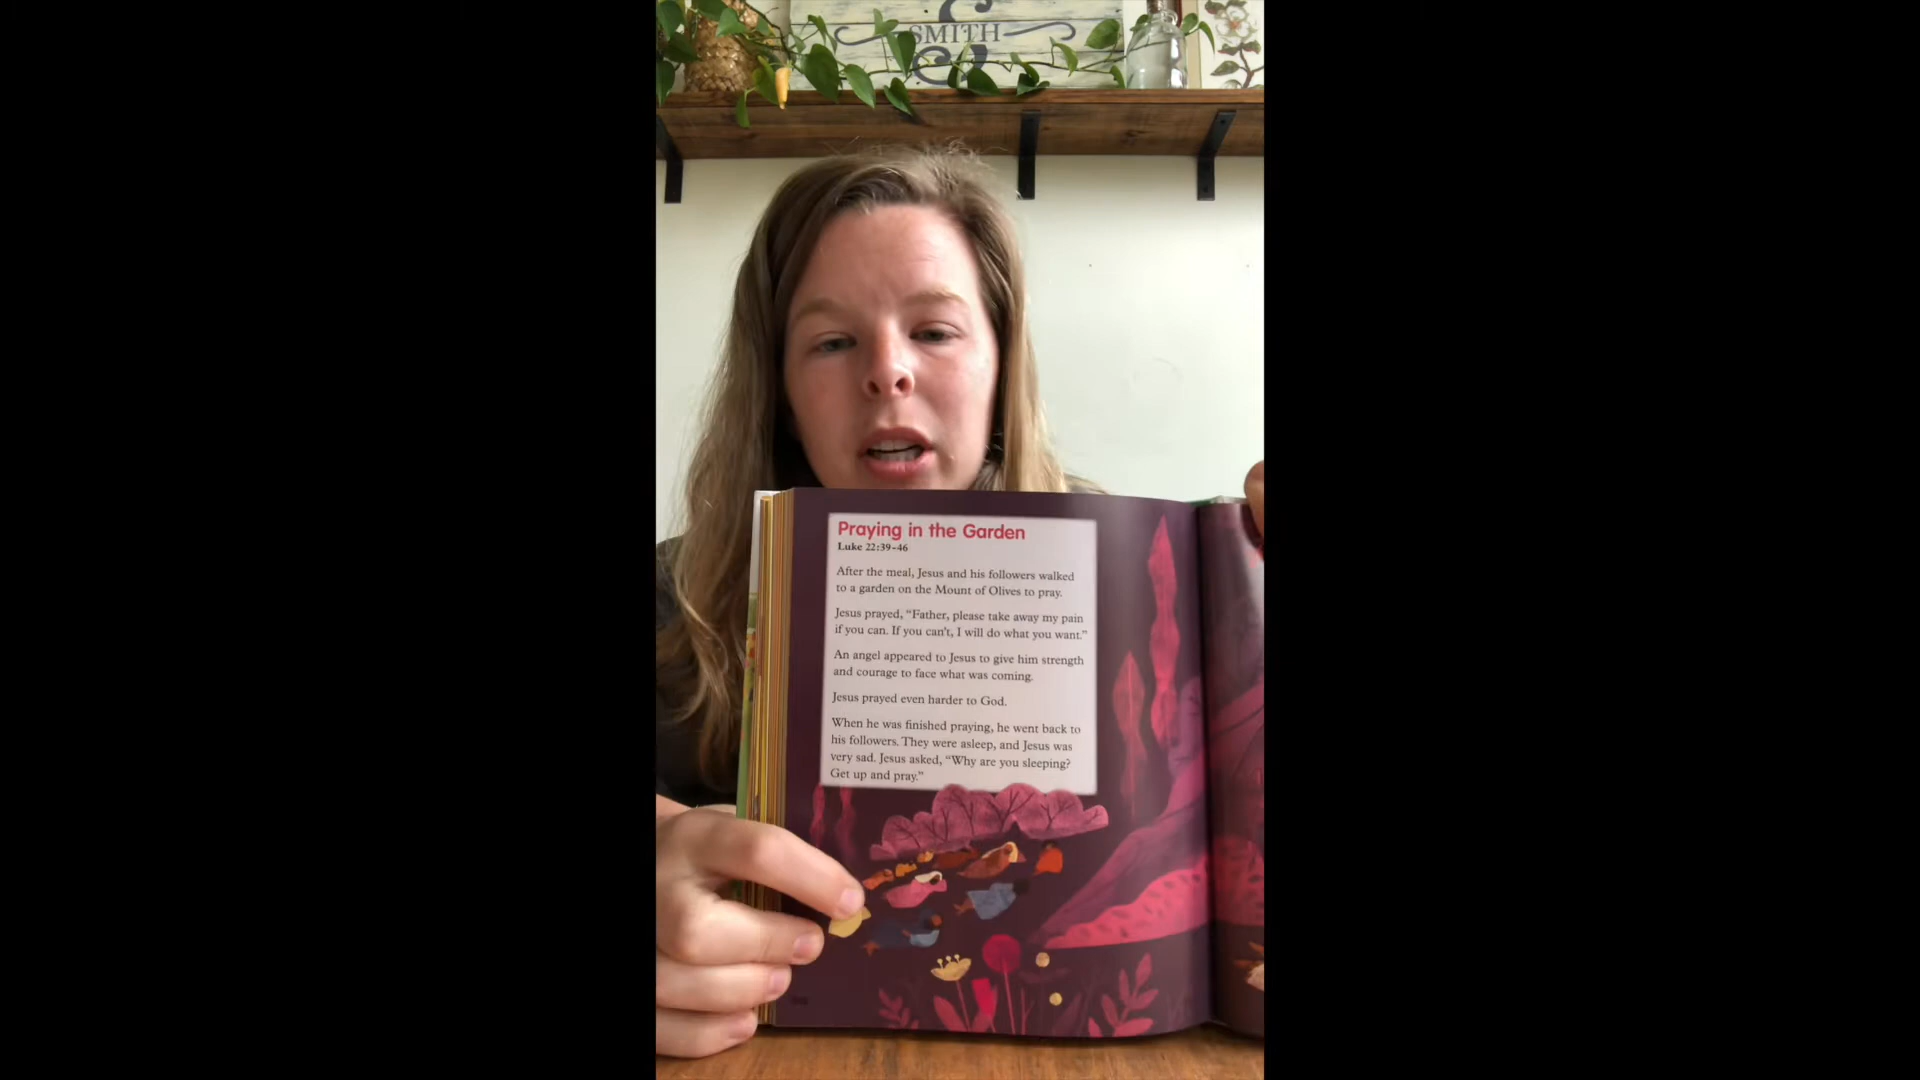 SMITH
Praying in the Garden
Luke 22:39-46
After the meal, Jesus and his followers walked
to a garden on the Mount of Olives to pray.
Jesus prayed, “Father, please take away my pain
if you can. If you can’t, I will do what you want.”
An angel appeared to Jesus to give him strength
and courage to face what was coming.
Jesus prayed even harder to God.
When he was finished praying, he went back to
his followers. They were asleep, and Jesus was
very sad. Jesus asked, “Why are you sleeping?
Get up and pray.”